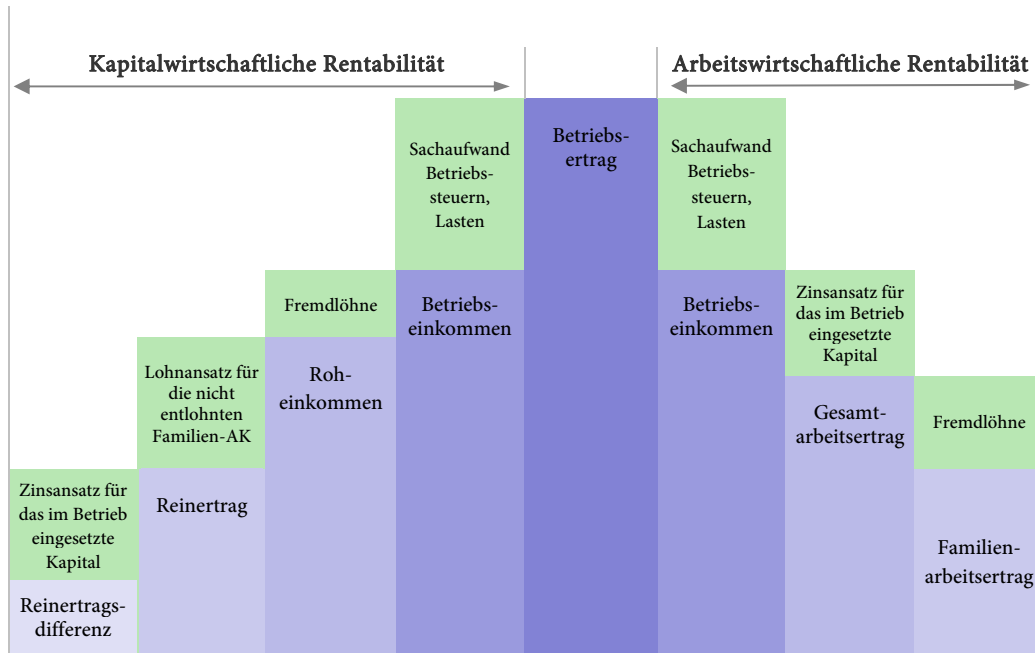 Kapitalwirtschaftliche Rentabilität
Arbeitswirtschaftliche Rentabilität
Zinsansatz für
das im Betrieb
eingesetzte
Kapital
Reinertrags-
differenz
Lohnansatz für
die nicht
entlohnten
Familien-AK
Reinertrag
Fremdlöhne
Roh-
einkommen
Sachaufwand
Betriebs-
steuern,
Lasten
Betriebs-
einkommen
Betriebs-
ertrag
Sachaufwand
Betriebs-
steuern,
Lasten
Betriebs-
einkommen
Zinsansatz für
das im Betrieb
eingesetzte
Kapital
Gesamt-
arbeitsertrag
Fremdlöhne
Familien-
arbeitsertrag